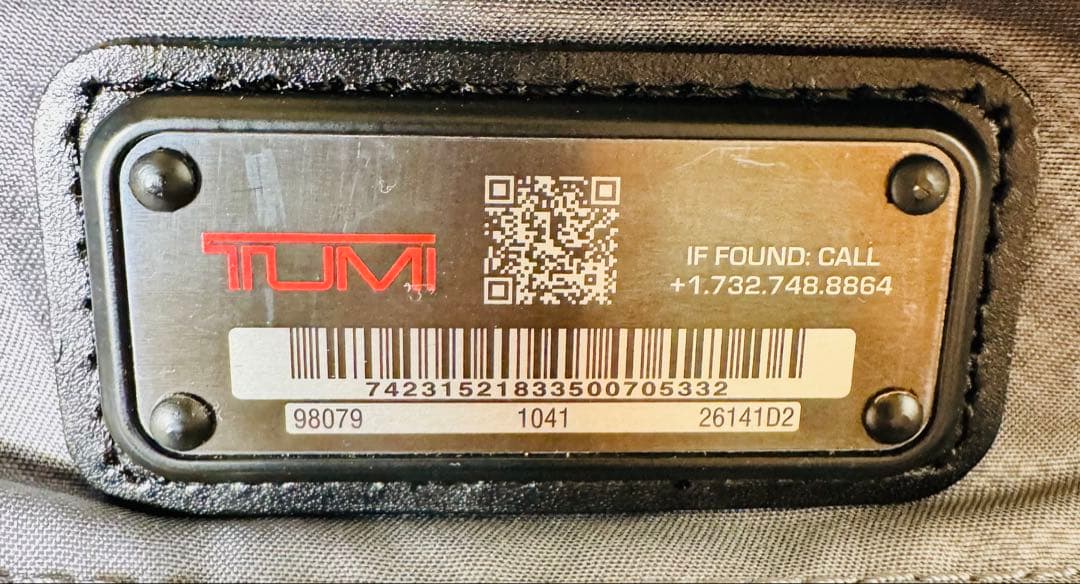 TUMI
IF FOUND: CALL
+1.732.748.8864
74231521833500705332
98079 1041 26141D2